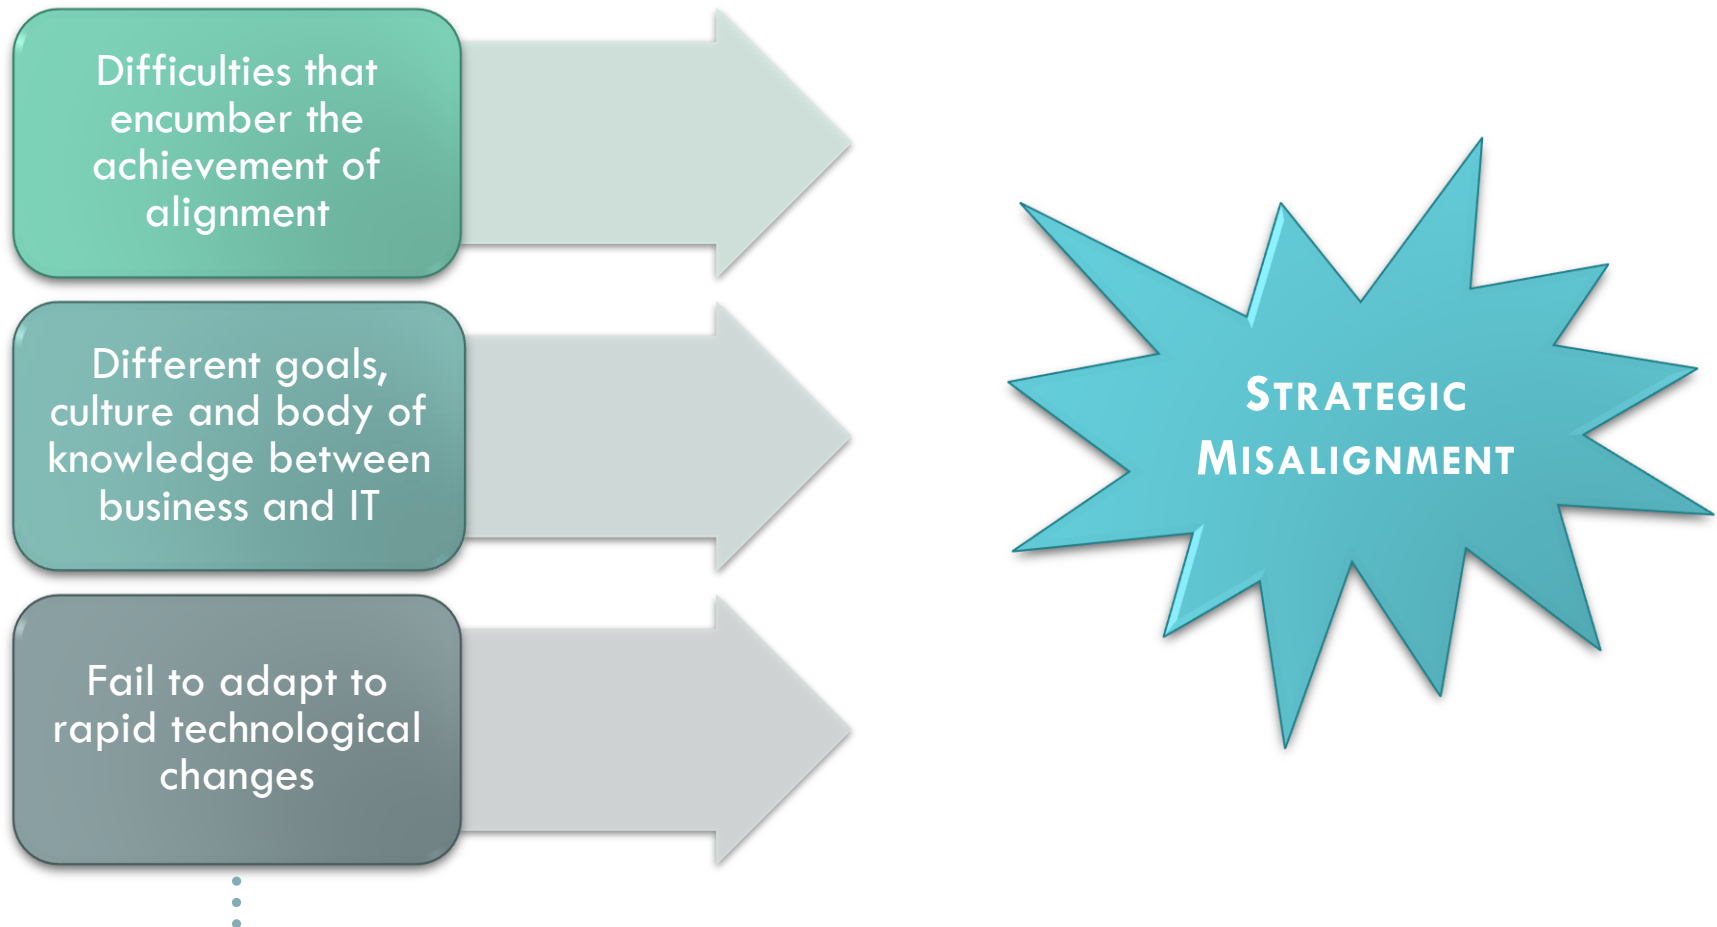 Difficulties that
encumber the
achievement of
alignment
Different goals,
culture and body of
knowledge between
business and IT
Fail to adapt to
rapid technological
changes
STRATEGIC
MISALIGNMENT